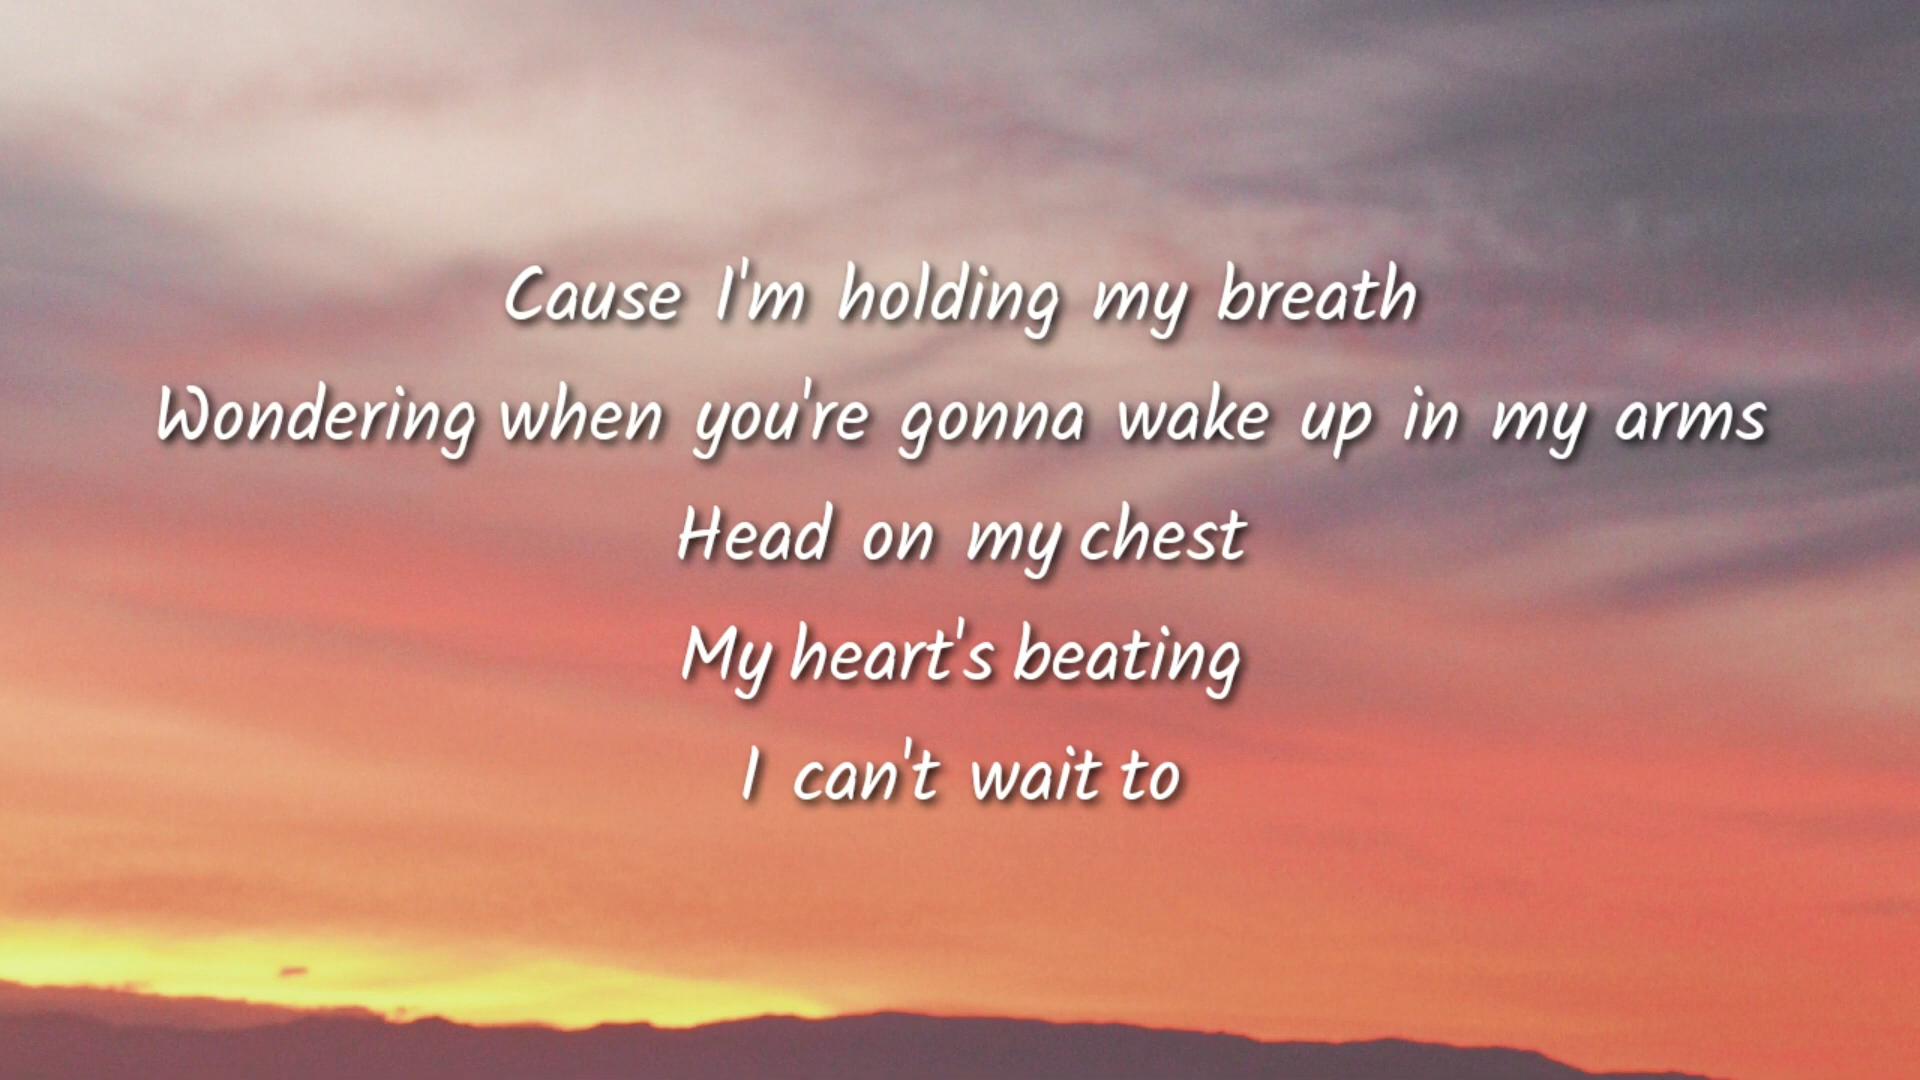 Cause I'm holding my breath
Wondering when you're gonna wake up in my arms
Head on my chest
My heart's beating
I can't wait to